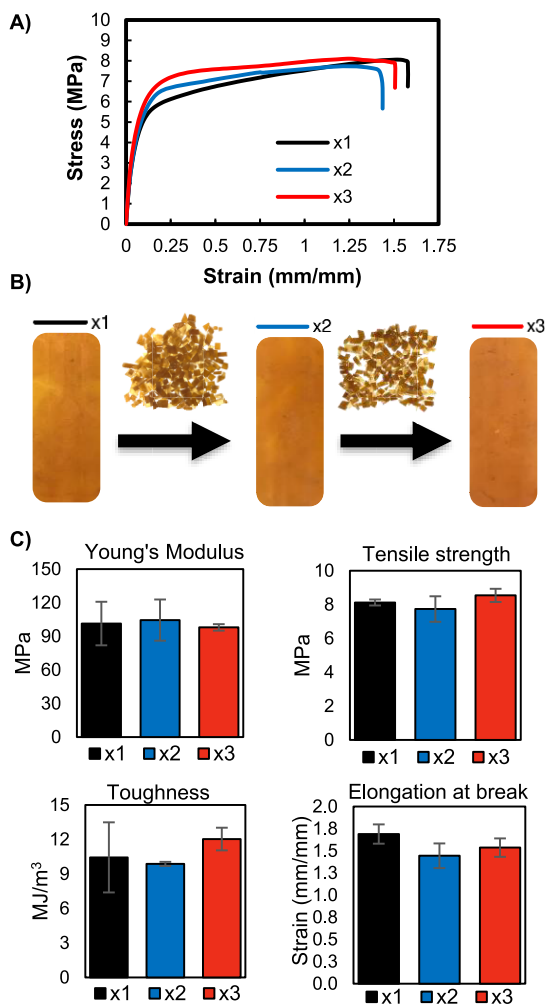 A)
Stress (MPa)
10
9
8
7
6
5
4
3
2
1
0
x1
x2
x3
0 0.25 0.5 0.75 1 1.25 1.5 1.75
Strain (mm/mm)
B)
x1 x2 x3
C)
Young's Modulus
MPa
150
120
90
60
30
0
x1 x2 x3
Tensile strength
MPa
10
8
6
4
2
0
x1 x2 x3
Toughness
MJ/m³
15
12
9
6
3
0
x1 x2 x3
Elongation at break
Strain (mm/mm)
2.0
1.8
1.5
1.3
1.0
0.8
0.5
0.3
0.0
x1 x2 x3